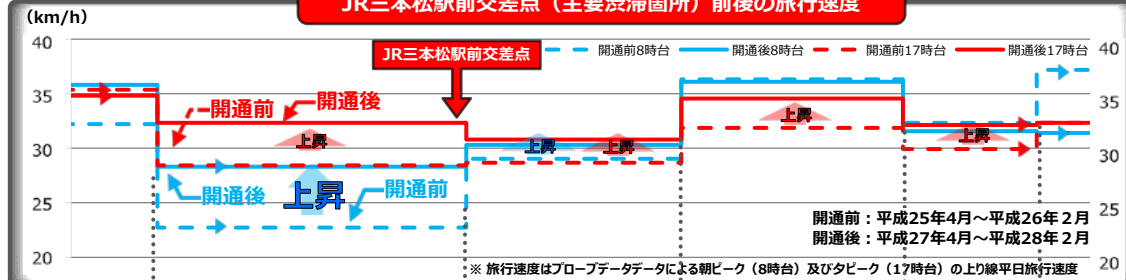 JR三本松駅前交差点（主要渋滞箇所）前後の旅行速度
(km/h)
40
35
30
25
20
40
35
30
25
20
開通前8時台
開通後8時台
開通前17時台
開通後17時台
JR三本松駅前交差点
開通前
開通後
上昇
上昇
上昇
上昇
上昇
開通後
上昇
開通前
開通前：平成25年4月～平成26年２月
開通後：平成27年4月～平成28年２月
※ 旅行速度はプローブデータデータによる朝ピーク（8時台）及びタピーク（17時台）の上り線平日旅行速度